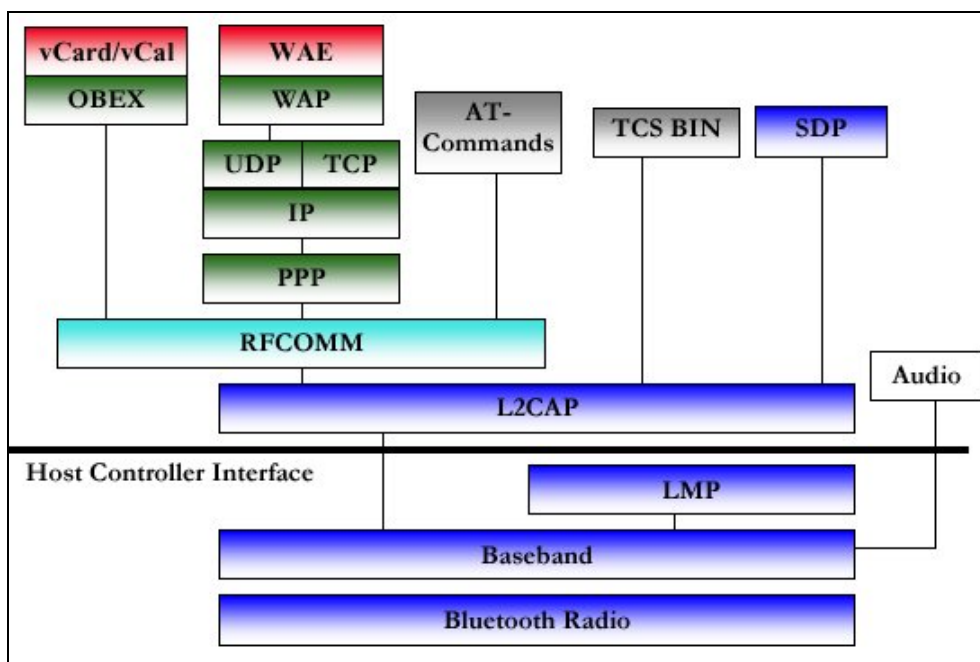 vCard/vCal
OBEX
WAE
WAP
UDP
TCP
IP
PPP
AT-
Commands
TCS BIN
SDP
RFCOMM
L2CAP
Audio
Host Controller Interface
LMP
Baseband
Bluetooth Radio